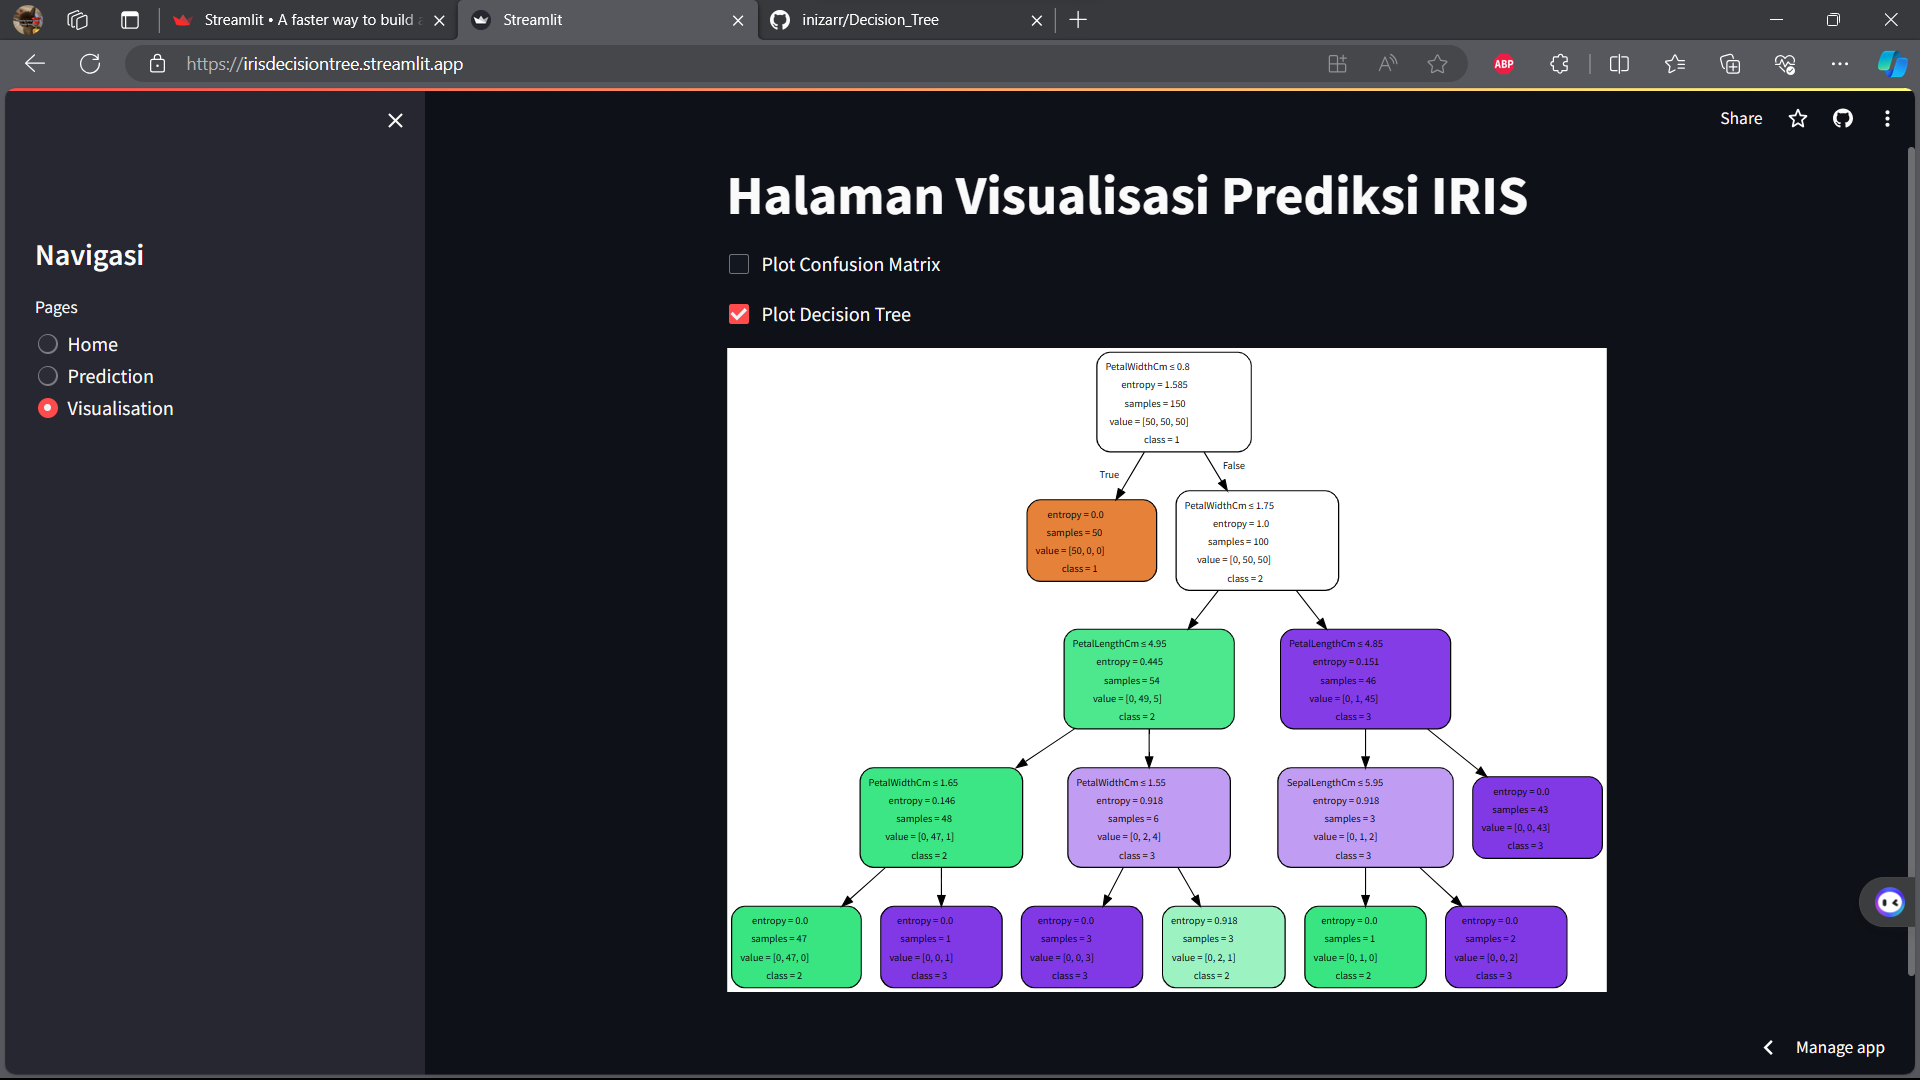 Streamlit • A faster way to build a
Streamlit
inizarr/Decision_Tree
https://irisdecisiontree.streamlit.app
ABP
Share
Navigasi
Pages
Home
Prediction
Visualisation
Halaman Visualisasi Prediksi IRIS
Plot Confusion Matrix
Plot Decision Tree
PetalWidthCm ≤ 0.8
entropy = 1.585
samples = 150
value = [50, 50, 50]
class = 1
True
False
entropy = 0.0
samples = 50
value = [50, 0, 0]
class = 1
PetalWidthCm ≤ 1.75
entropy = 1.0
samples = 100
value = [0, 50, 50]
class = 2
PetalLengthCm ≤ 4.95
entropy = 0.445
samples = 54
value = [0, 49, 5]
class = 2
PetalLengthCm ≤ 4.85
entropy = 0.151
samples = 46
value = [0, 1, 45]
class = 3
PetalWidthCm ≤ 1.65
entropy = 0.146
samples = 48
value = [0, 47, 1]
class = 2
PetalWidthCm ≤ 1.55
entropy = 0.918
samples = 6
value = [0, 2, 4]
class = 3
SepalLengthCm ≤ 5.95
entropy = 0.918
samples = 3
value = [0, 1, 2]
class = 3
entropy = 0.0
samples = 43
value = [0, 0, 43]
class = 3
entropy = 0.0
samples = 47
value = [0, 47, 0]
class = 2
entropy = 0.0
samples = 1
value = [0, 0, 1]
class = 3
entropy = 0.0
samples = 3
value = [0, 0, 3]
class = 3
entropy = 0.918
samples = 3
value = [0, 2, 1]
class = 2
entropy = 0.0
samples = 1
value = [0, 1, 0]
class = 2
entropy = 0.0
samples = 2
value = [0, 0, 2]
class = 3
Manage app